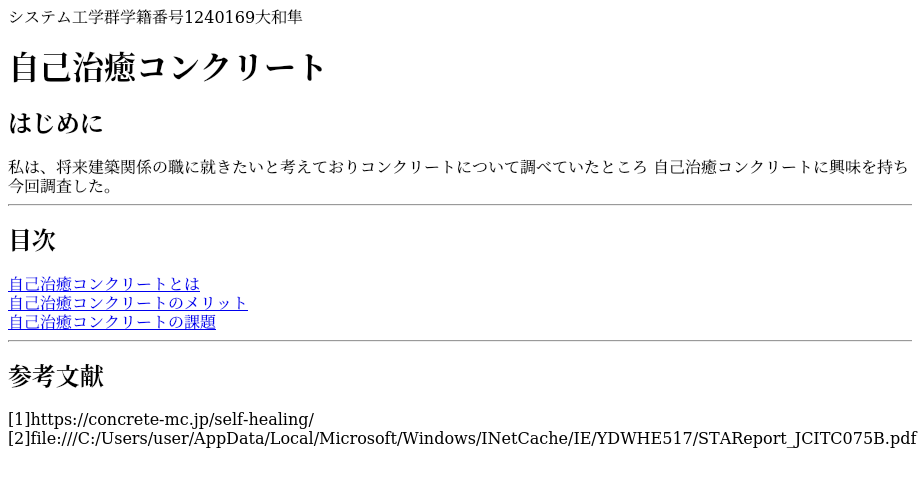 システム工学群学籍番号1240169大和隼
自己治癒コンクリート
はじめに
私は、将来建築関係の職に就きたいと考えておりコンクリートについて調べていたところ 自己治癒コンクリートに興味を持ち
今回調査した。
目次
自己治癒コンクリートとは
自己治癒コンクリートのメリット
自己治癒コンクリートの課題
参考文献
[1]https://concrete-mc.jp/self-healing/
[2]file:///C:/Users/user/AppData/Local/Microsoft/Windows/INetCache/IE/YDWHE517/STAReport_JCITC075B.pdf